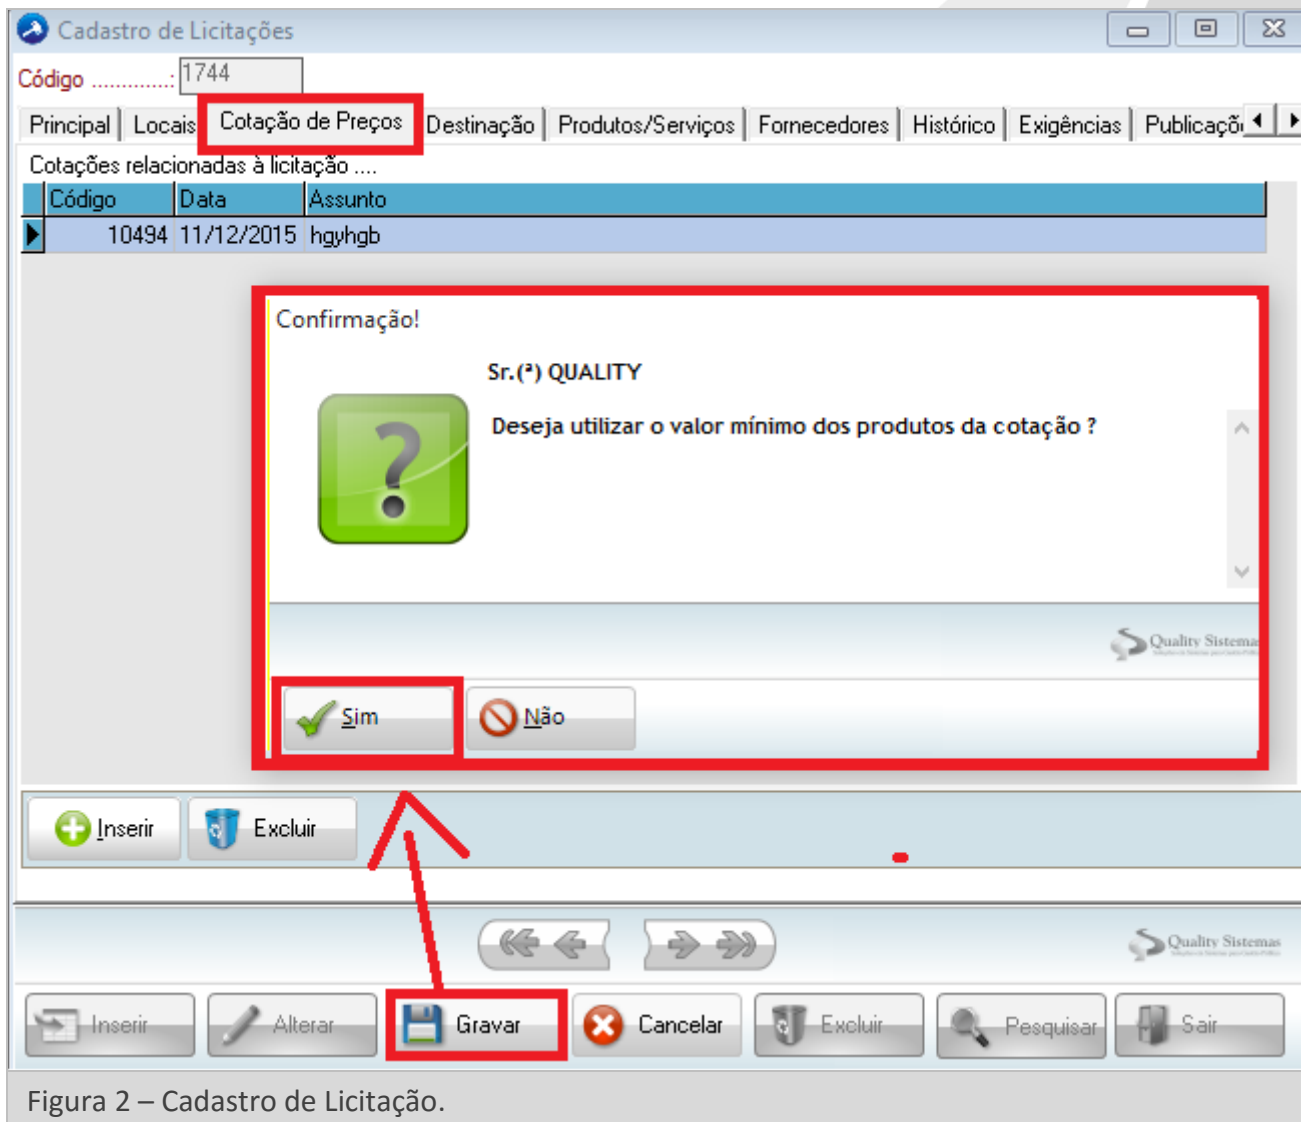 Cadastro de Licitações
Código .............: 1744
Principal Locais Cotação de Preços Destinação Produtos/Serviços Fornecedores Histórico Exigências
Cotações relacionadas à licitação ....
Código Data Assunto
10494 11/12/2015 hgyhgb
Confirmação!
Sr.(ª) QUALITY
Deseja utilizar o valor mínimo dos produtos da cotação ?
Quality Sistemas
Sim Não
Inserir Excluir
Quality Sistemas
Inserir Alterar Gravar Cancelar Excluir Pesquisar Sair
Figura 2 – Cadastro de Licitação.